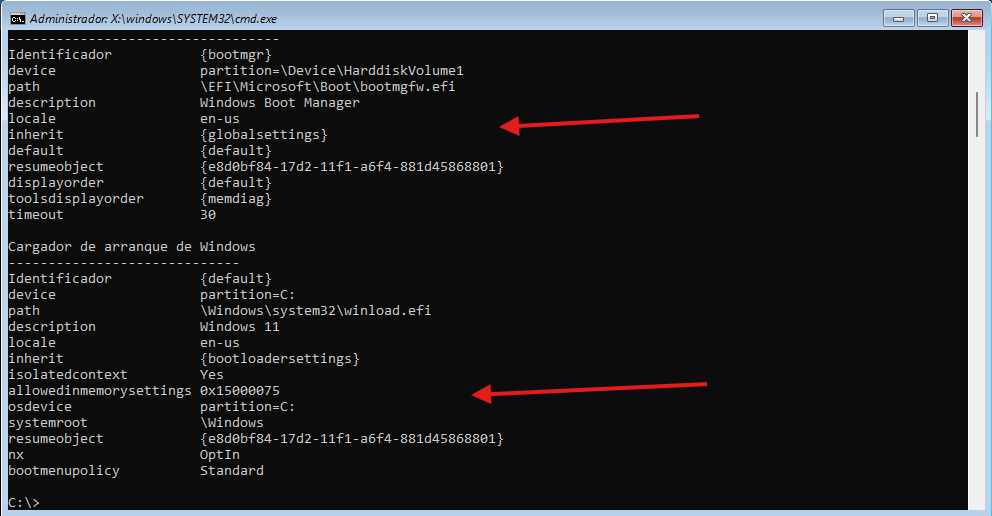 Administrador: X:\windows\SYSTEM32\cmd.exe
----------------------------------
Identificador           {bootmgr}
device                  partition=\Device\HarddiskVolume1
path                    \EFI\Microsoft\Boot\bootmgfw.efi
description             Windows Boot Manager
locale                  en-us
inherit                 {globalsettings}
default                 {default}
resumeobject            {e8d0bf84-17d2-11f1-a6f4-881d45868801}
displayorder            {default}
toolsdisplayorder       {memdiag}
timeout                 30

Cargador de arranque de Windows
-----------------------------
Identificador           {default}
device                  partition=C:
path                    \Windows\system32\winload.efi
description             Windows 11
locale                  en-us
inherit                 {bootloadersettings}
isolatedcontext         Yes
allowedinmemorysettings 0x15000075
osdevice                partition=C:
systemroot              \Windows
resumeobject            {e8d0bf84-17d2-11f1-a6f4-881d45868801}
nx                      OptIn
bootmenupolicy          Standard

C:\>